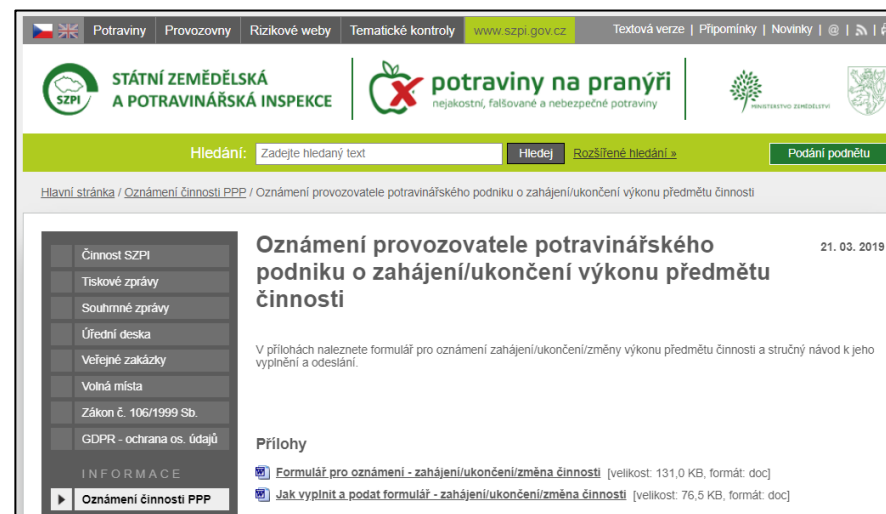 Potraviny Provozovny Rizikové weby Tematické kontroly www.szpi.gov.cz Textová verze | Připomínky | Novinky | @ |
SZPI
STÁTNÍ ZEMĚDĚLSKÁ
A POTRAVINÁŘSKÁ INSPEKCE
potraviny na pranýři
nejakostní, falšované a nebezpečné potraviny
MINISTERSTVO ZEMĚDĚLSTVÍ
Hledání: Zadejte hledaný text Hledej Rozšířené hledání » Podání podnětu
Hlavní stránka / Oznámení činnosti PPP / Oznámení provozovatele potravinářského podniku o zahájení/ukončení výkonu předmětu činnosti
Činnost SZPI
Tiskové zprávy
Souhrnné zprávy
Úřední deska
Veřejné zakázky
Volná místa
Zákon č. 106/1999 Sb.
GDPR - ochrana os. údajů
INFORMACE
Oznámení činnosti PPP
Oznámení provozovatele potravinářského
podniku o zahájení/ukončení výkonu předmětu
činnosti
21. 03. 2019
V přílohách naleznete formulář pro oznámení zahájení/ukončení/změny výkonu předmětu činnosti a stručný návod k jeho
vyplnění a odeslání.
Přílohy
Formulář pro oznámení - zahájení/ukončení/změna činnosti [velikost: 131,0 KB, formát: doc]
Jak vyplnit a podat formulář - zahájení/ukončení/změna činnosti [velikost: 76,5 KB, formát: doc]